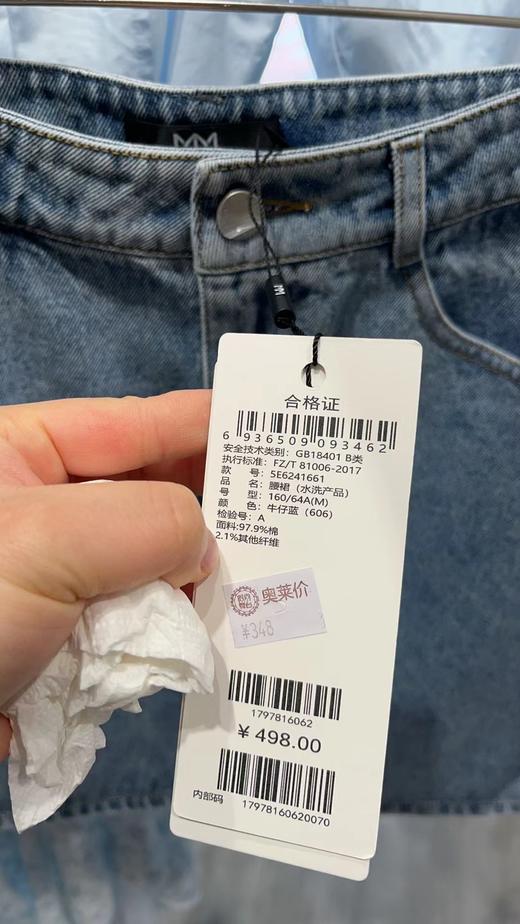 MM
合格证
6 936509 093462
安全技术类别: GB18401 B类
执行标准: FZ/T 81006-2017
款 号: 5E6241661
品 名: 腰裙（水洗产品）
号 型: 160/64A(M)
颜 色: 牛仔蓝（606）
检验号: A
面料:97.9%棉
2.1%其他纤维
奥莱价
¥348
1797816062
¥ 498.00
内部码 17978160620070